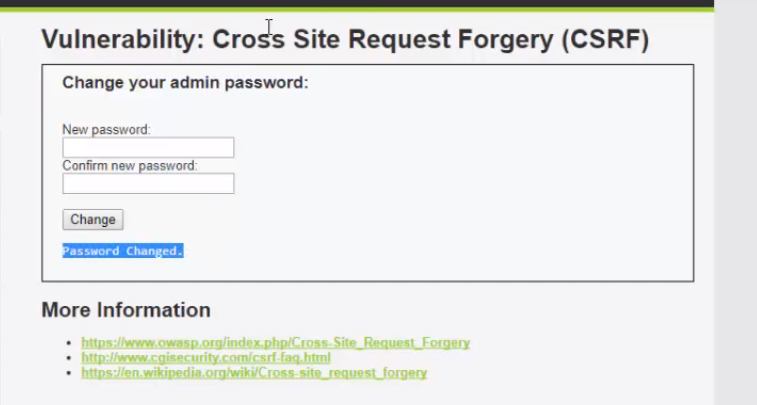 Vulnerability: Cross Site Request Forgery (CSRF)
Change your admin password:
New password:
Confirm new password:
Change
Password Changed.
More Information
https://www.owasp.org/index.php/Cross-Site_Request_Forgery
http://www.cgisecurity.com/csrf-faq.html
https://en.wikipedia.org/wiki/Cross-site_request_forgery